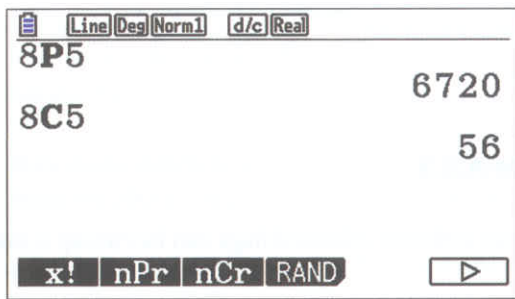 Line Deg Norm1 d/c Real
8P5
6720
8C5
56
x! nPr nCr RAND